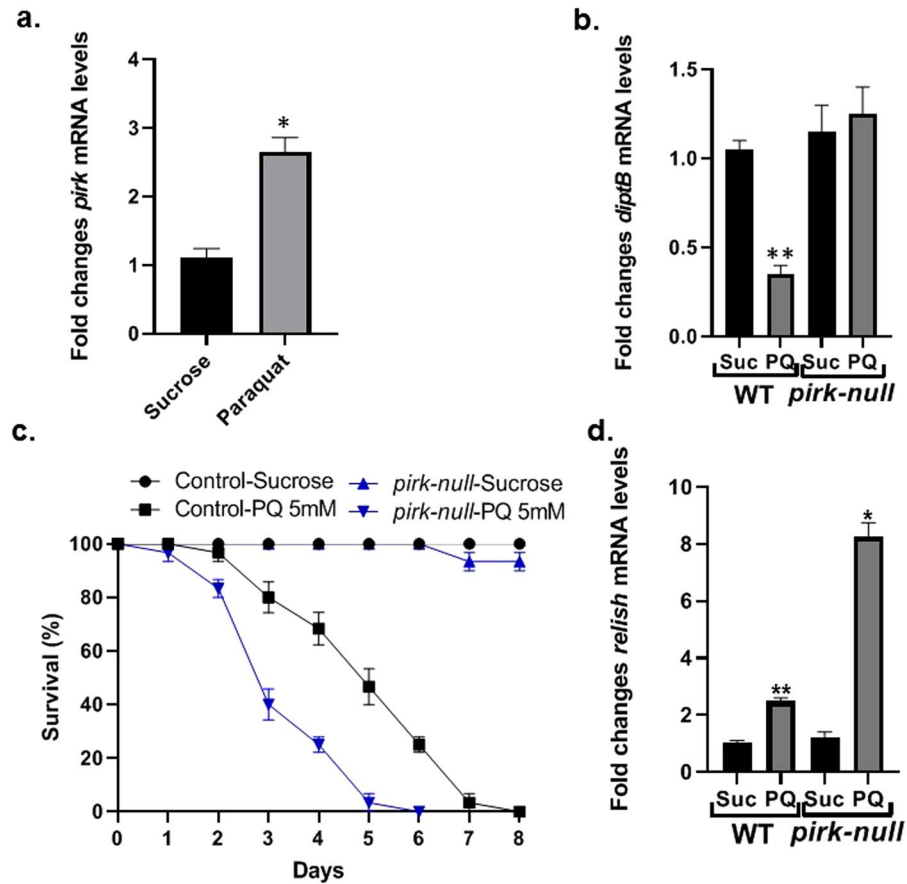 a.
Fold changes pirk mRNA levels
4
3
2
1
0
*
Sucrose
Paraquat
b.
Fold changes diptB mRNA levels
1.5
1.0
0.5
0.0
**
Suc PQ Suc PQ
WT pirk-null
c.
Control-Sucrose
Control-PQ 5mM
pirk-null-Sucrose
pirk-null-PQ 5mM
Survival (%)
100
80
60
40
20
0
0 1 2 3 4 5 6 7 8
Days
d.
Fold changes relish mRNA levels
10
8
6
4
2
0
**
*
Suc PQ Suc PQ
WT pirk-null